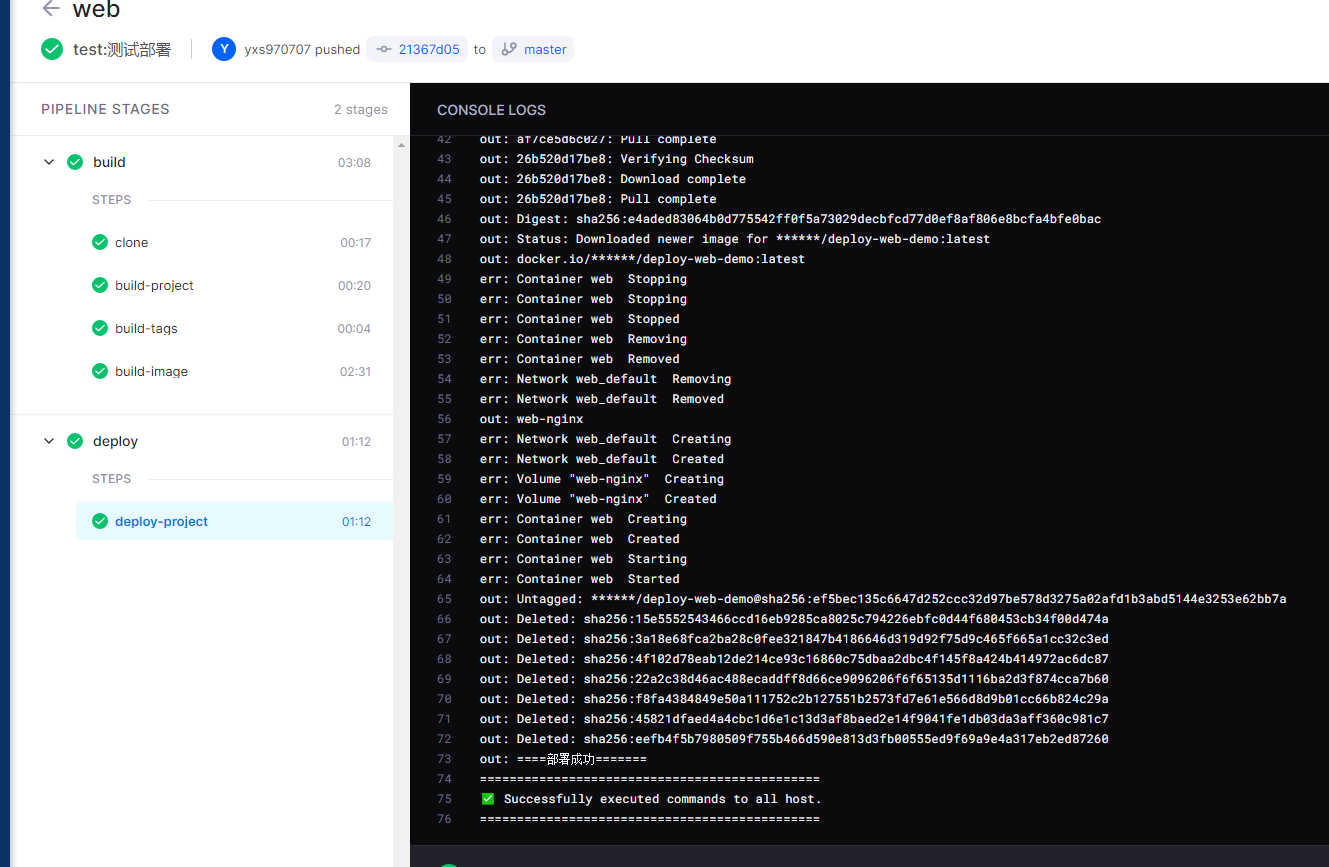 web
test:测试部署
Y yxs970707 pushed 21367d05 to master
PIPELINE STAGES 2 stages
build 03:08
STEPS
clone 00:17
build-project 00:20
build-tags 00:04
build-image 02:31
deploy 01:12
STEPS
deploy-project 01:12
CONSOLE LOGS
42 out: af7ce5d6c027: Pull complete
43 out: 26b520d17be8: Verifying Checksum
44 out: 26b520d17be8: Download complete
45 out: 26b520d17be8: Pull complete
46 out: Digest: sha256:e4aded83064b0d775542ff0f5a73029decbfcd77d0ef8af806e8bcfa4bfe0bac
47 out: Status: Downloaded newer image for ******/deploy-web-demo:latest
48 out: docker.io/******/deploy-web-demo:latest
49 err: Container web  Stopping
50 err: Container web  Stopping
51 err: Container web  Stopped
52 err: Container web  Removing
53 err: Container web  Removed
54 err: Network web_default  Removing
55 err: Network web_default  Removed
56 out: web-nginx
57 err: Network web_default  Creating
58 err: Network web_default  Created
59 err: Volume "web-nginx"  Creating
60 err: Volume "web-nginx"  Created
61 err: Container web  Creating
62 err: Container web  Created
63 err: Container web  Starting
64 err: Container web  Started
65 out: Untagged: ******/deploy-web-demo@sha256:ef5bec135c6647d252ccc32d97be578d3275a02afd1b3abd5144e3253e62bb7a
66 out: Deleted: sha256:15e5552543466ccd16eb9285ca8025c794226ebfc0d44f680453cb34f00d474a
67 out: Deleted: sha256:3a18e68fca2ba28c0fee321847b4186646d319d92f75d9c465f665a1cc32c3ed
68 out: Deleted: sha256:4f102d78eab12de214ce93c16860c75dbaa2dbc4f145f8a424b414972ac6dc87
69 out: Deleted: sha256:22a2c38d46ac488ecaddff8d66ce9096206f6f65135d1116ba2d3f874cca7b60
70 out: Deleted: sha256:f8fa4384849e50a111752c2b127551b2573fd7e61e566d8d9b01cc66b824c29a
71 out: Deleted: sha256:45821dfaed4a4cbc1d6e1c13d3af8baed2e14f9041fe1db03da3aff360c981c7
72 out: Deleted: sha256:eefb4f5b7980509f755b466d590e813d3fb00555ed9f69a9e4a317eb2ed87260
73 out: ====部署成功=======
74 ==============================================
75 ✅ Successfully executed commands to all host.
76 ==============================================